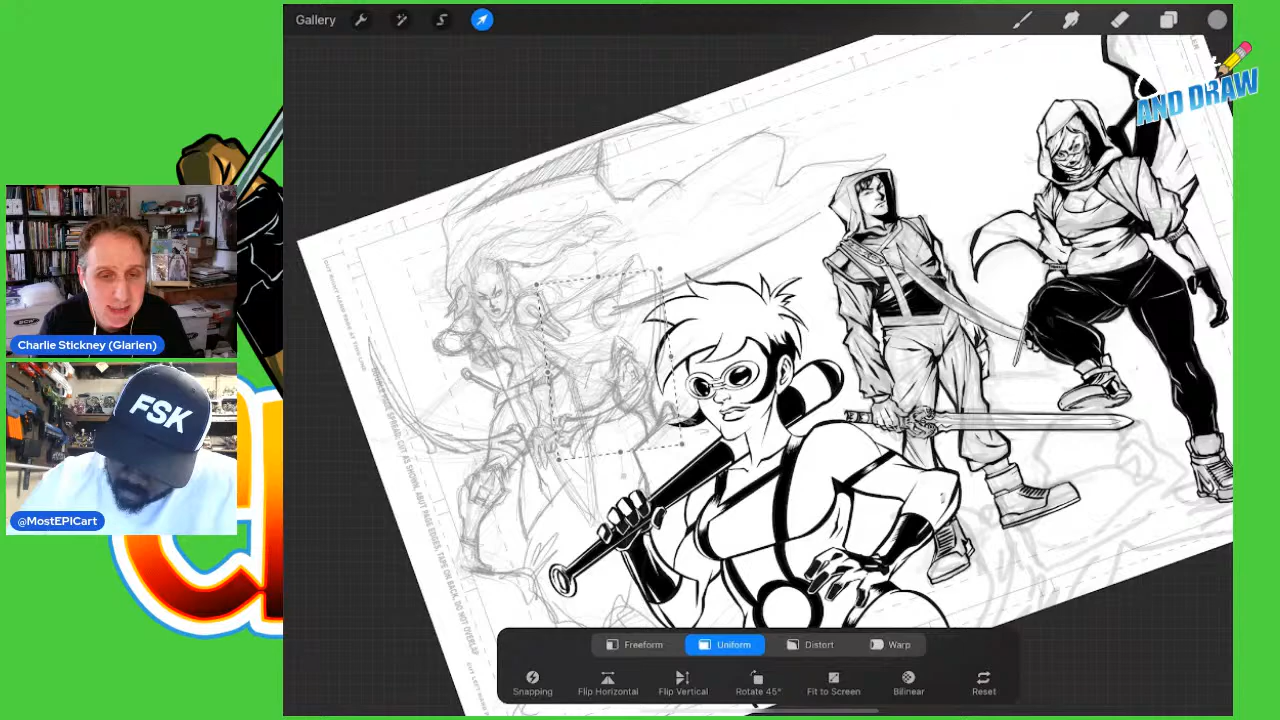 Gallery
AND DRAW
Charlie Stickney (Glarien)
FSK
@MostEPICart
Freeform
Uniform
Distort
Warp
Snapping
Flip Horizontal
Flip Vertical
Rotate 45°
Fit to Screen
Bilinear
Reset